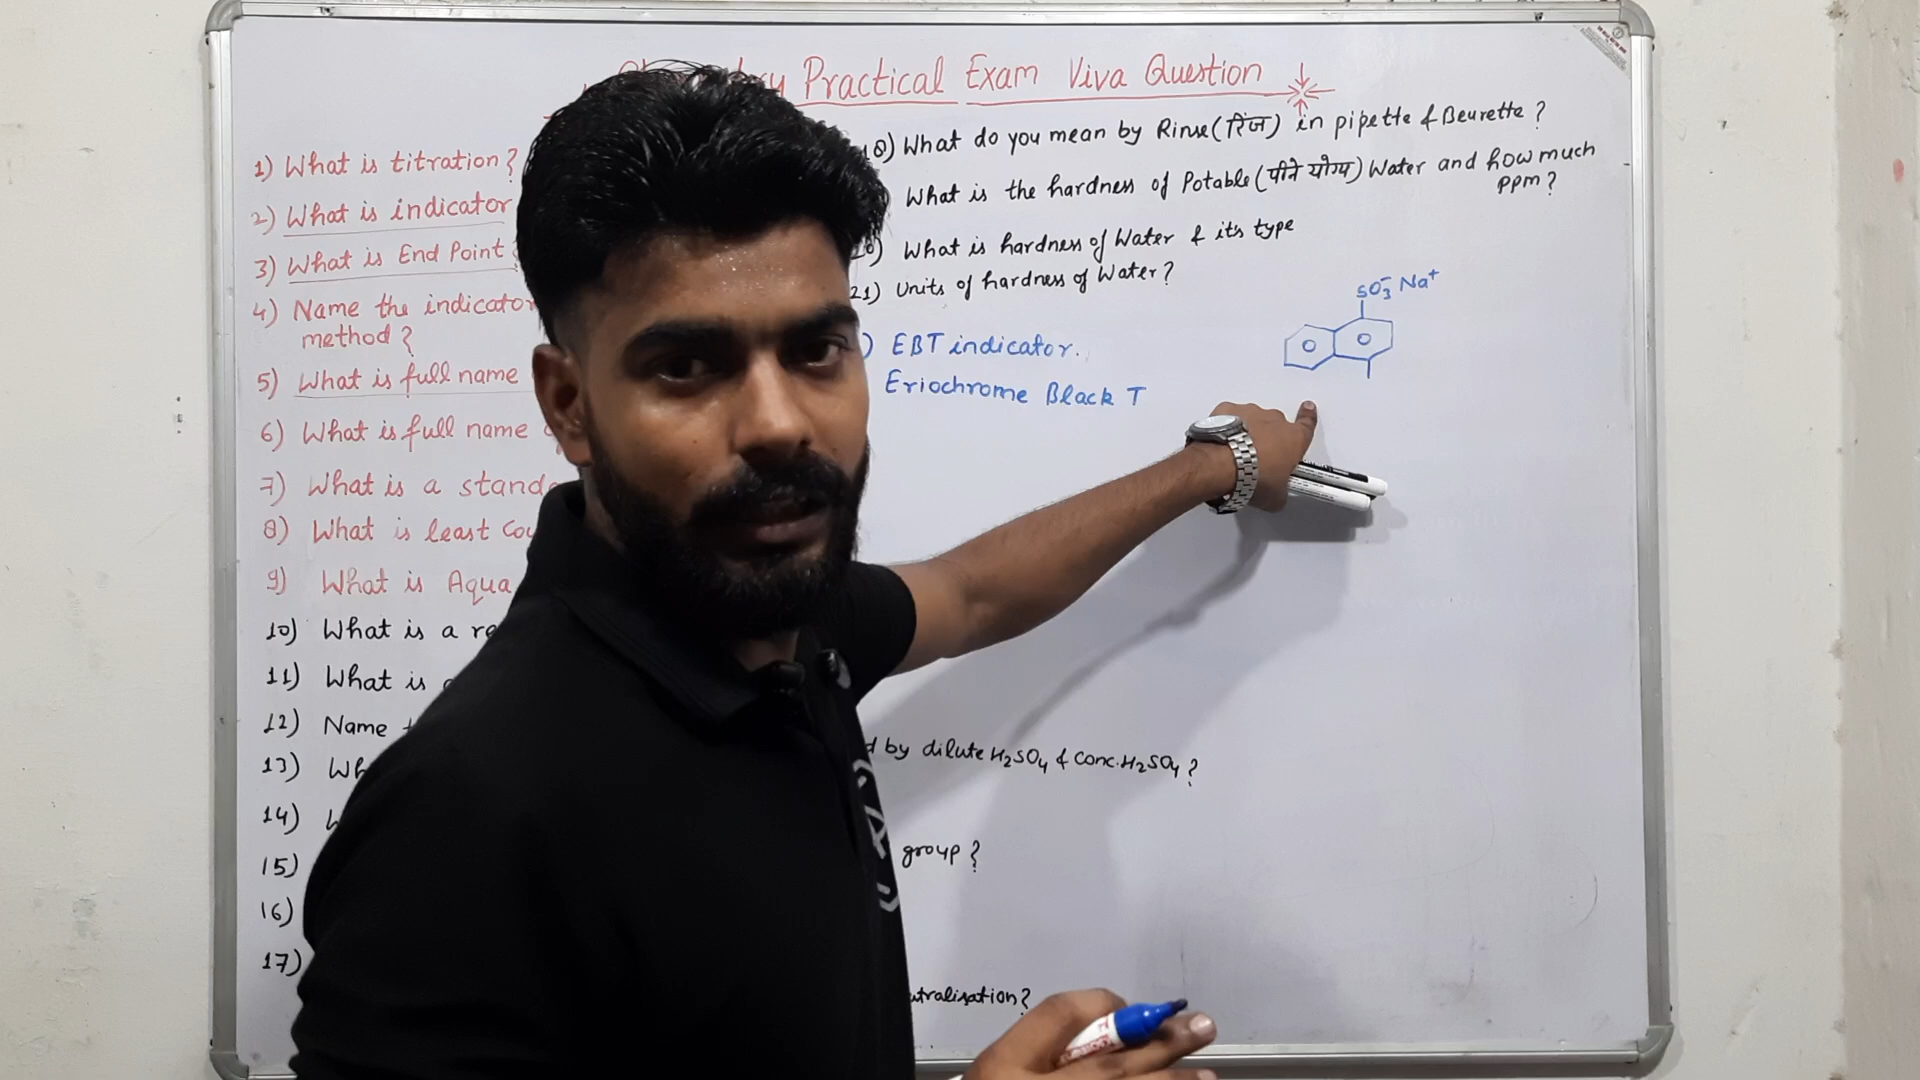 Practical Exam Viva Question
1) What is titration?
2) What is indicator
3) What is End Point
4) Name the indicator
method?
5) What is full name
6) What is full name
7) What is a stand
8) What is least cou
9) What is Aqua
10) What is a re
11) What is
12) Name
13) Wh
14)
15)
16)
17)
18) What do you mean by Rinse (रिंज) in pipette & Beurette?
What is the hardness of Potable (पीने योग्य) Water and how much
ppm?
20) What is hardness of Water & its type
21) Units of hardness of Water?
) EBT indicator.
Eriochrome Black T
SO3⁻ Na⁺
d by dilute H₂SO₄ & conc. H₂SO₄?
group?
utralisation?